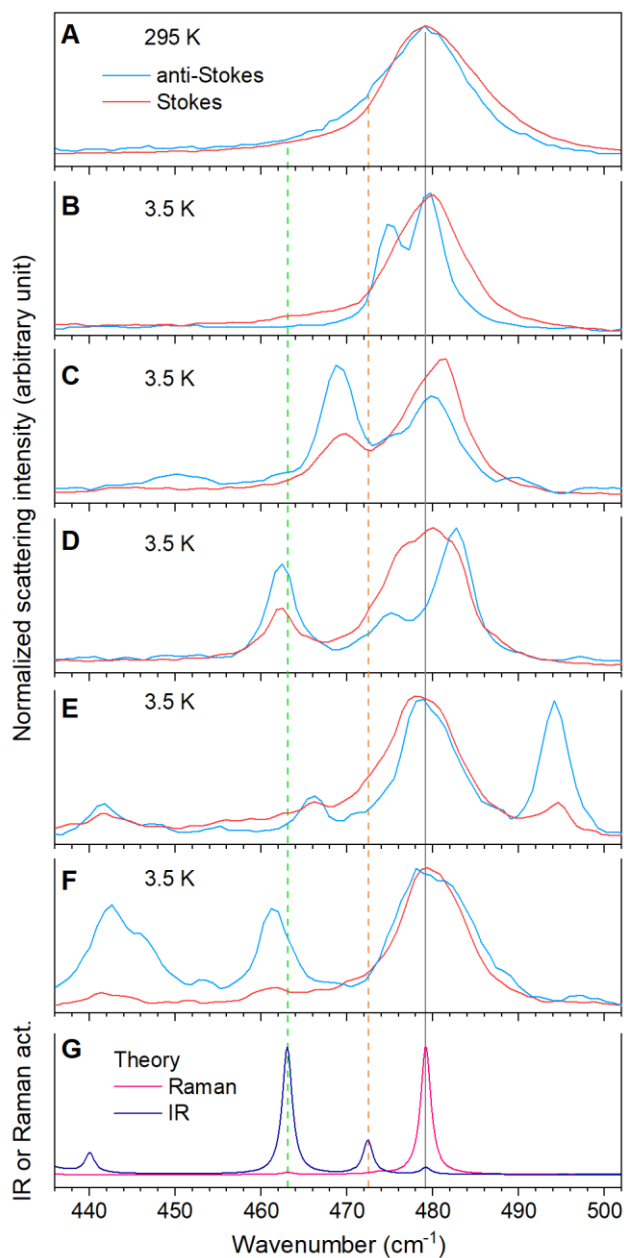 A
295 K
anti-Stokes
Stokes
B
3.5 K
C
3.5 K
D
3.5 K
E
3.5 K
F
3.5 K
G
Theory
Raman
IR
Normalized scattering intensity (arbitrary unit)
IR or Raman act.
440 450 460 470 480 490 500
Wavenumber (cm⁻¹)